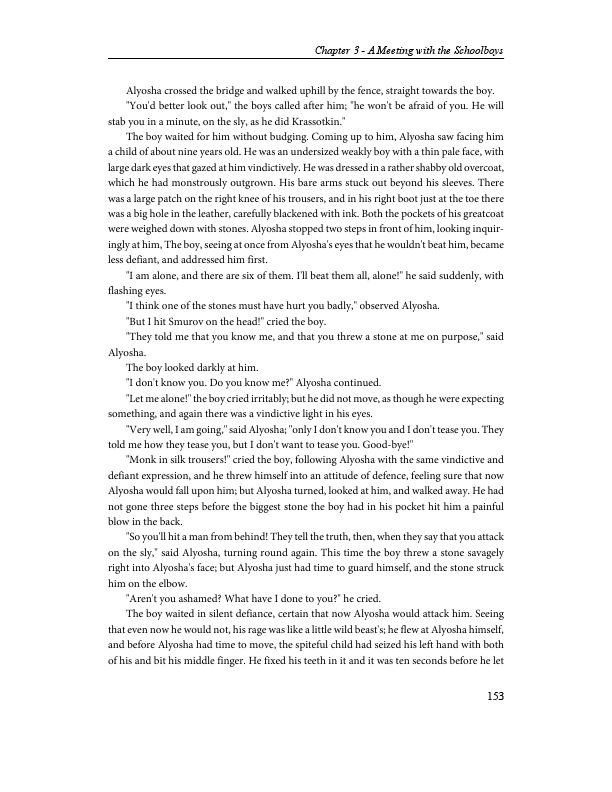 Chapter 3 - A Meeting with the Schoolboys
Alyosha crossed the bridge and walked uphill by the fence, straight towards the boy.
"You'd better look out," the boys called after him; "he won't be afraid of you. He will
stab you in a minute, on the sly, as he did Krassotkin."
The boy waited for him without budging. Coming up to him, Alyosha saw facing him
a child of about nine years old. He was an undersized weakly boy with a thin pale face, with
large dark eyes that gazed at him vindictively. He was dressed in a rather shabby old overcoat,
which he had monstrously outgrown. His bare arms stuck out beyond his sleeves. There
was a large patch on the right knee of his trousers, and in his right boot just at the toe there
was a big hole in the leather, carefully blackened with ink. Both the pockets of his greatcoat
were weighed down with stones. Alyosha stopped two steps in front of him, looking inquir-
ingly at him, The boy, seeing at once from Alyosha's eyes that he wouldn't beat him, became
less defiant, and addressed him first.
"I am alone, and there are six of them. I'll beat them all, alone!" he said suddenly, with
flashing eyes.
"I think one of the stones must have hurt you badly," observed Alyosha.
"But I hit Smurov on the head!" cried the boy.
"They told me that you know me, and that you threw a stone at me on purpose," said
Alyosha.
The boy looked darkly at him.
"I don't know you. Do you know me?" Alyosha continued.
"Let me alone!" the boy cried irritably; but he did not move, as though he were expecting
something, and again there was a vindictive light in his eyes.
"Very well, I am going," said Alyosha; "only I don't know you and I don't tease you. They
told me how they tease you, but I don't want to tease you. Good-bye!"
"Monk in silk trousers!" cried the boy, following Alyosha with the same vindictive and
defiant expression, and he threw himself into an attitude of defence, feeling sure that now
Alyosha would fall upon him; but Alyosha turned, looked at him, and walked away. He had
not gone three steps before the biggest stone the boy had in his pocket hit him a painful
blow in the back.
"So you'll hit a man from behind! They tell the truth, then, when they say that you attack
on the sly," said Alyosha, turning round again. This time the boy threw a stone savagely
right into Alyosha's face; but Alyosha just had time to guard himself, and the stone struck
him on the elbow.
"Aren't you ashamed? What have I done to you?" he cried.
The boy waited in silent defiance, certain that now Alyosha would attack him. Seeing
that even now he would not, his rage was like a little wild beast's; he flew at Alyosha himself,
and before Alyosha had time to move, the spiteful child had seized his left hand with both
of his and bit his middle finger. He fixed his teeth in it and it was ten seconds before he let
153